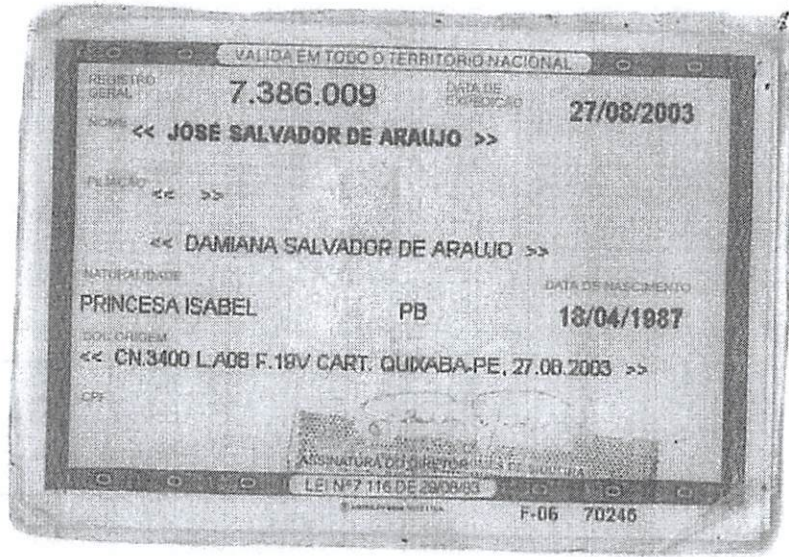 VALIDA EM TODO O TERRITÓRIO NACIONAL
REGISTRO GERAL 7.386.009 DATA DE EXPEDIÇÃO 27/08/2003
NOME << JOSÉ SALVADOR DE ARAUJO >>
FILIAÇÃO << >>
<< DAMIANA SALVADOR DE ARAUJO >>
NATURALIDADE DATA DE NASCIMENTO
PRINCESA ISABEL PB 18/04/1987
DOC. ORIGEM
<< CN.3400 L.A08 F.19V CART. QUIXABA-PE, 27.08.2003 >>
CPF
ASSINATURA DO DIRETOR
LEI Nº 7.116 DE 29/08/83
F-06 70246